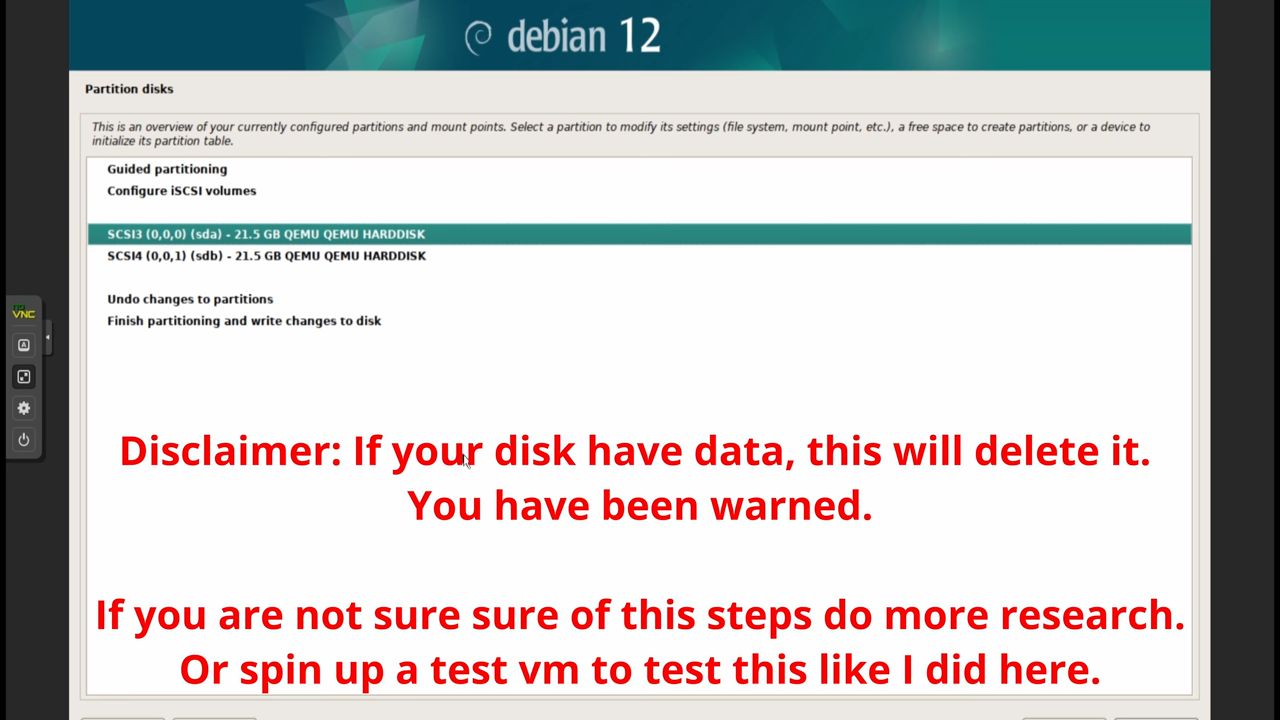 debian 12
Partition disks
This is an overview of your currently configured partitions and mount points. Select a partition to modify its settings (file system, mount point, etc.), a free space to create partitions, or a device to
initialize its partition table.
Guided partitioning
Configure iSCSI volumes
SCSI3 (0,0,0) (sda) - 21.5 GB QEMU QEMU HARDDISK
SCSI4 (0,0,1) (sdb) - 21.5 GB QEMU QEMU HARDDISK
Undo changes to partitions
Finish partitioning and write changes to disk
no
VNC
A
Disclaimer: If your disk have data, this will delete it.
You have been warned.
If you are not sure sure of this steps do more research.
Or spin up a test vm to test this like I did here.